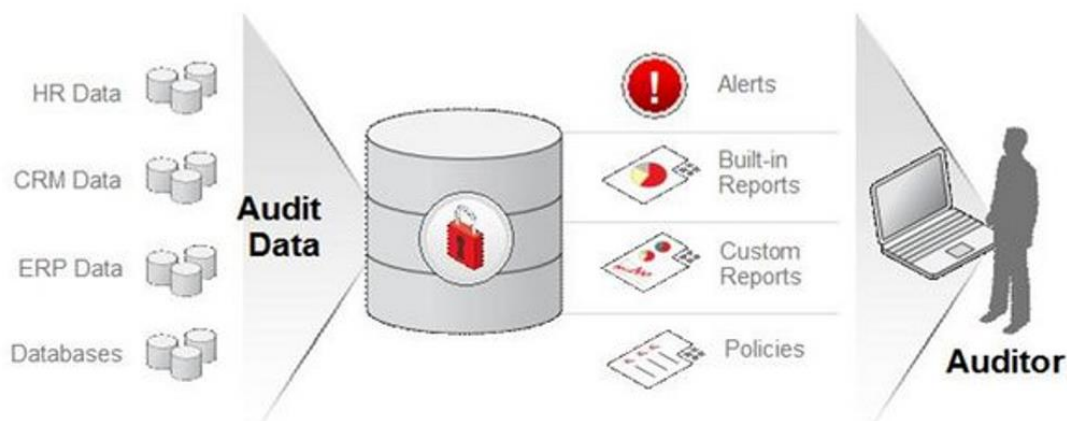 HR Data
CRM Data
ERP Data
Databases
Audit
Data
Alerts
Built-in
Reports
Custom
Reports
Policies
Auditor